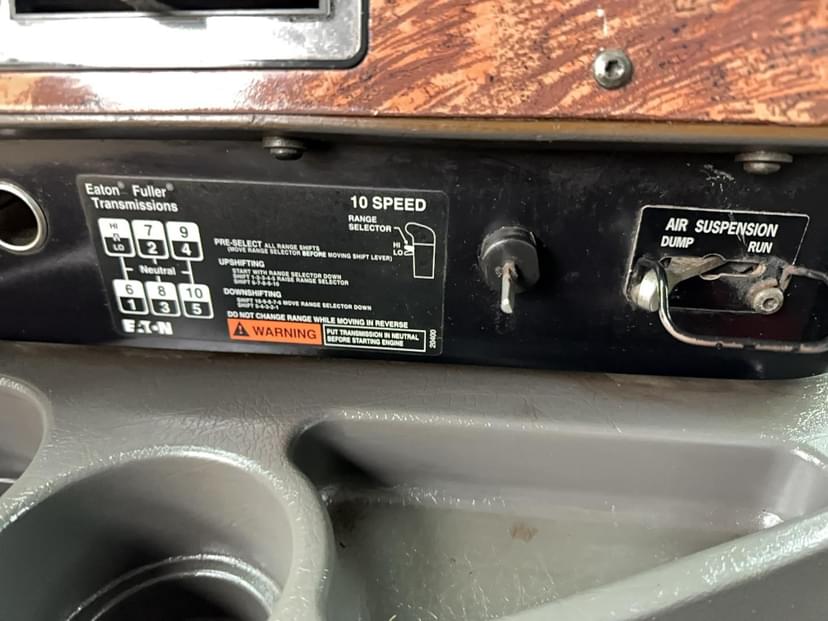 Eaton® Fuller®
Transmissions
10 SPEED
RANGE
SELECTOR
HI
LO
HI
R
LO
7
2
9
4
Neutral
6
1
8
3
10
5
EATON
PRE-SELECT ALL RANGE SHIFTS
(MOVE RANGE SELECTOR BEFORE MOVING SHIFT LEVER)
UPSHIFTING
START WITH RANGE SELECTOR DOWN
SHIFT 1-2-3-4-5 RAISE RANGE SELECTOR
SHIFT 6-7-8-9-10
DOWNSHIFTING
SHIFT 10-9-8-7-6 MOVE RANGE SELECTOR DOWN
SHIFT 5-4-3-2-1
DO NOT CHANGE RANGE WHILE MOVING IN REVERSE
WARNING
PUT TRANSMISSION IN NEUTRAL
BEFORE STARTING ENGINE
20400
AIR SUSPENSION
DUMP RUN